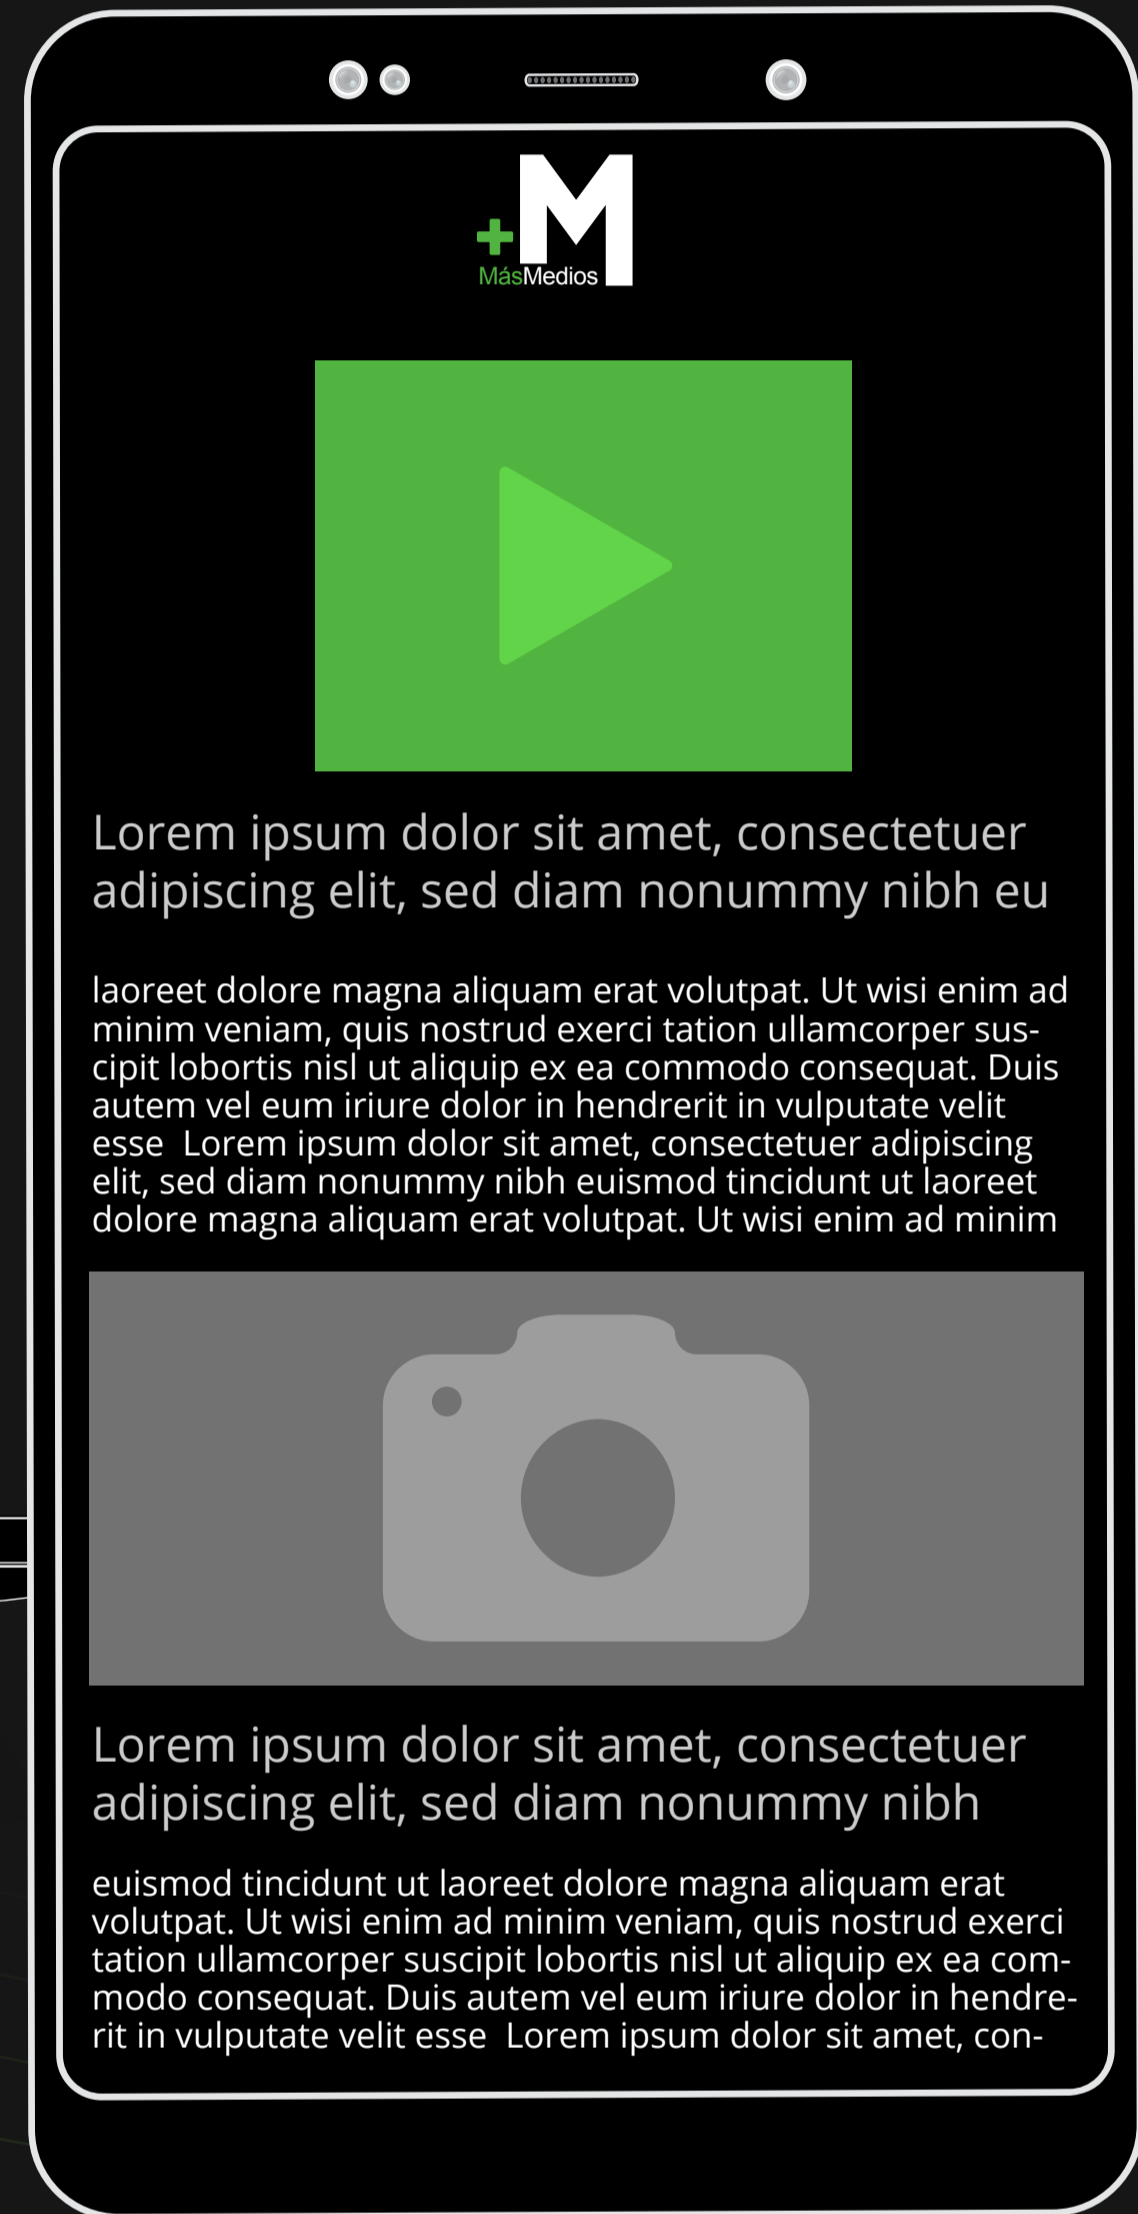 +M
MásMedios
Lorem ipsum dolor sit amet, consectetuer
adipiscing elit, sed diam nonummy nibh eu
laoreet dolore magna aliquam erat volutpat. Ut wisi enim ad
minim veniam, quis nostrud exerci tation ullamcorper sus-
cipit lobortis nisl ut aliquip ex ea commodo consequat. Duis
autem vel eum iriure dolor in hendrerit in vulputate velit
esse  Lorem ipsum dolor sit amet, consectetuer adipiscing
elit, sed diam nonummy nibh euismod tincidunt ut laoreet
dolore magna aliquam erat volutpat. Ut wisi enim ad minim
Lorem ipsum dolor sit amet, consectetuer
adipiscing elit, sed diam nonummy nibh
euismod tincidunt ut laoreet dolore magna aliquam erat
volutpat. Ut wisi enim ad minim veniam, quis nostrud exerci
tation ullamcorper suscipit lobortis nisl ut aliquip ex ea com-
modo consequat. Duis autem vel eum iriure dolor in hendre-
rit in vulputate velit esse  Lorem ipsum dolor sit amet, con-